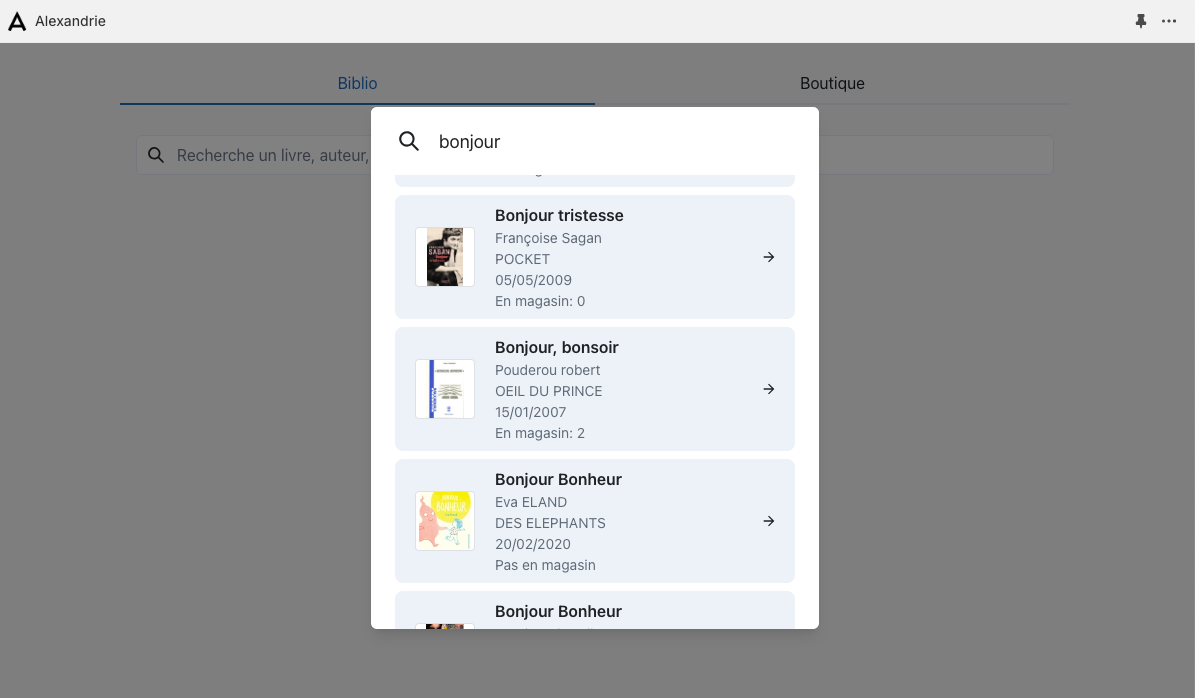 Alexandrie
Biblio
Boutique
Recherche un livre, auteur,
bonjour
Bonjour tristesse
Françoise Sagan
POCKET
05/05/2009
En magasin: 0
SAGAN
Bonjour, bonsoir
Pouderou robert
OEIL DU PRINCE
15/01/2007
En magasin: 2
Bonjour Bonheur
Eva ELAND
DES ELEPHANTS
20/02/2020
Pas en magasin
BONHEUR
Bonjour Bonheur